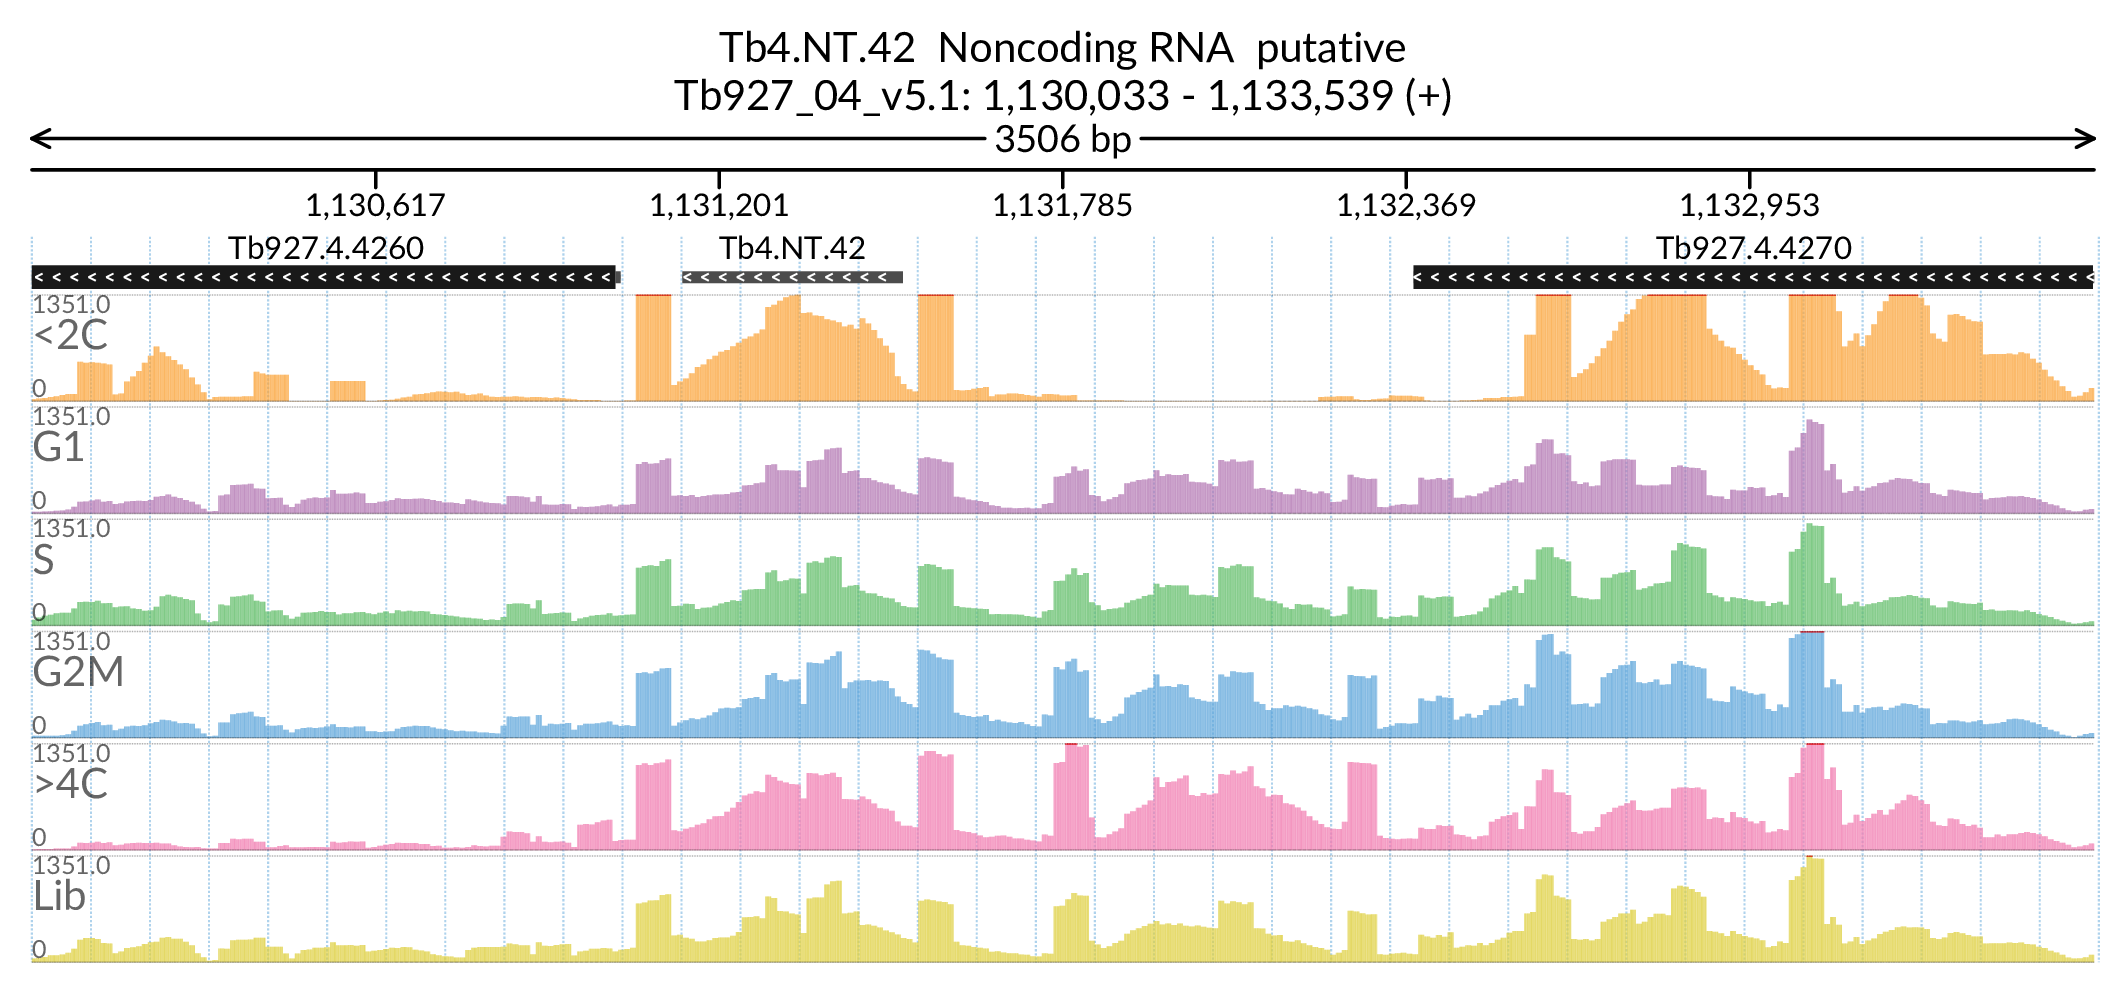 Tb4.NT.42 Noncoding RNA putative
Tb927_04_v5.1: 1,130,033 - 1,133,539 (+)
3506 bp
1,130,617 1,131,201 1,131,785 1,132,369 1,132,953
Tb927.4.4260 Tb4.NT.42 Tb927.4.4270
1351.0
<2C
0
1351.0
G1
0
1351.0
S
0
1351.0
G2M
0
1351.0
>4C
0
1351.0
Lib
0